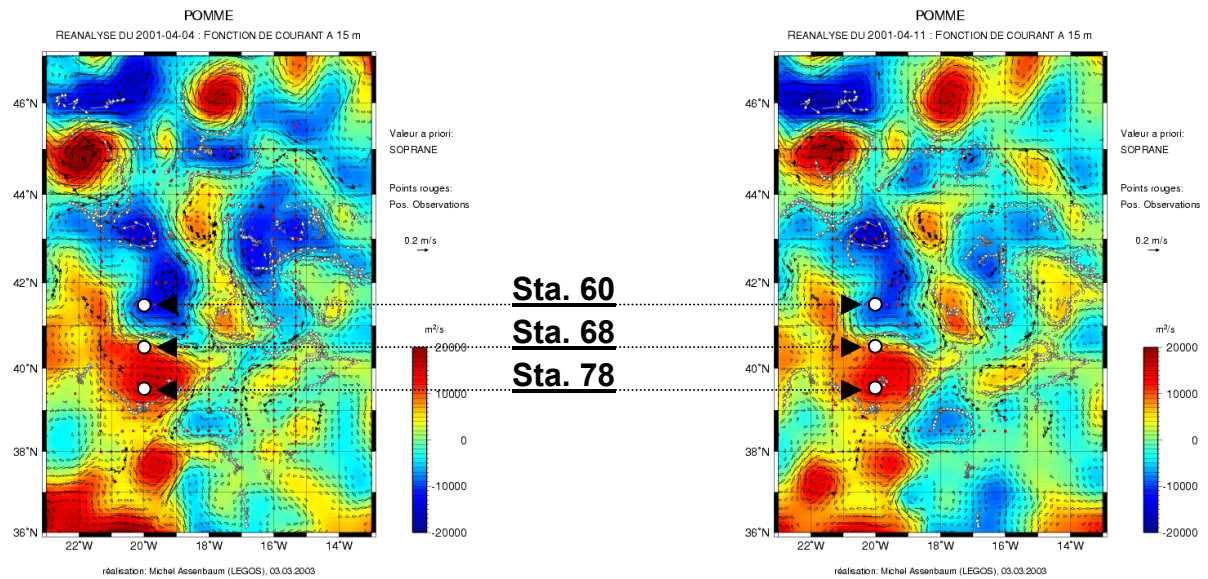 POMME
REANALYSE DU 2001-04-04 : FONCTION DE COURANT A 15 m
46°N
44°N
42°N
40°N
38°N
36°N
22°W
20°W
18°W
16°W
14°W
Valeur a priori:
SOPRANE
Points rouges:
Pos. Observations
0.2 m/s
m²/s
20000
10000
0
-10000
-20000
réalisation: Michel Assenbaum (LEGOS), 03.03.2003
Sta. 60
Sta. 68
Sta. 78
POMME
REANALYSE DU 2001-04-11 : FONCTION DE COURANT A 15 m
46°N
44°N
42°N
40°N
38°N
36°N
22°W
20°W
18°W
16°W
14°W
Valeur a priori:
SOPRANE
Points rouges:
Pos. Observations
0.2 m/s
m²/s
20000
10000
0
-10000
-20000
réalisation: Michel Assenbaum (LEGOS), 03.03.2003